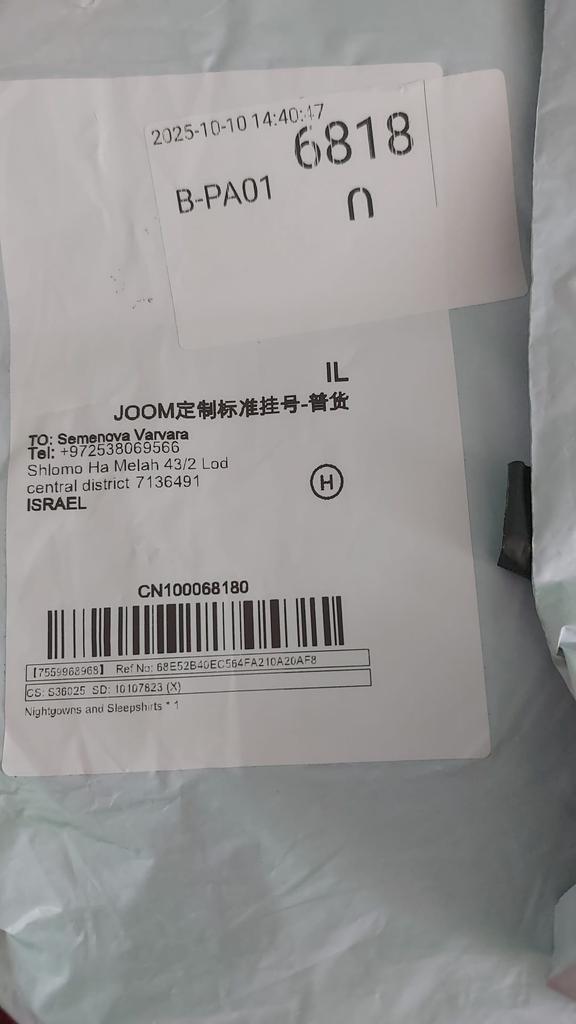 2025-10-10 14:40:47
6818
B-PA01
IL
JOOM定制标准挂号-普货
TO: Semenova Varvara
Tel: +972538069566
Shlomo Ha Melah 43/2 Lod
central district 7136491
ISRAEL
H
CN100068180
【7559968968】 Ref No: 68E52B40EC564FA210A20AF8
CS: S36025 SD: 10107823 (X)
Nightgowns and Sleepshirts * 1